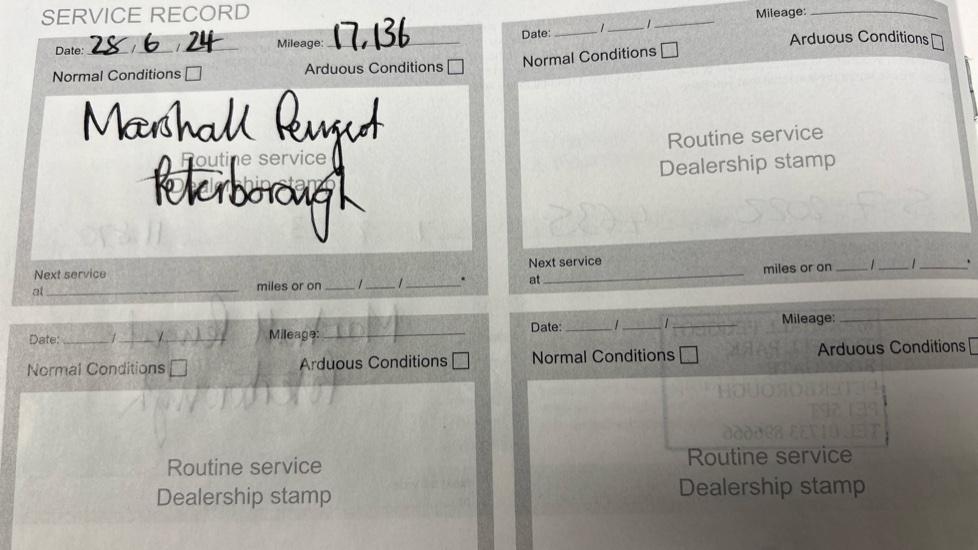 SERVICE RECORD
Date: 28 / 6 / 24 Mileage: 17,136
Normal Conditions Arduous Conditions
Marshall Peugeot
Routine service
Peterborough
Dealership stamp
Next service
at miles or on / / .
Date: / / Mileage:
Normal Conditions Arduous Conditions
Routine service
Dealership stamp
Next service
at miles or on / / .
Date: / / Mileage:
Normal Conditions Arduous Conditions
Routine service
Dealership stamp
Date: / / Mileage:
Normal Conditions Arduous Conditions
Routine service
Dealership stamp